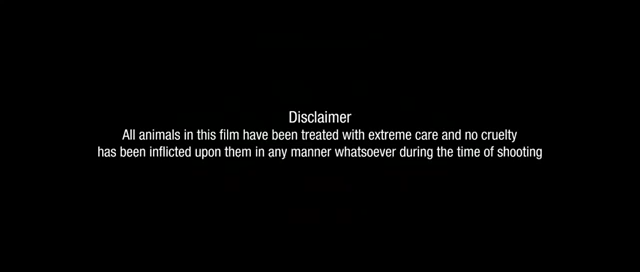 Disclaimer
All animals in this film have been treated with extreme care and no cruelty
has been inflicted upon them in any manner whatsoever during the time of shooting